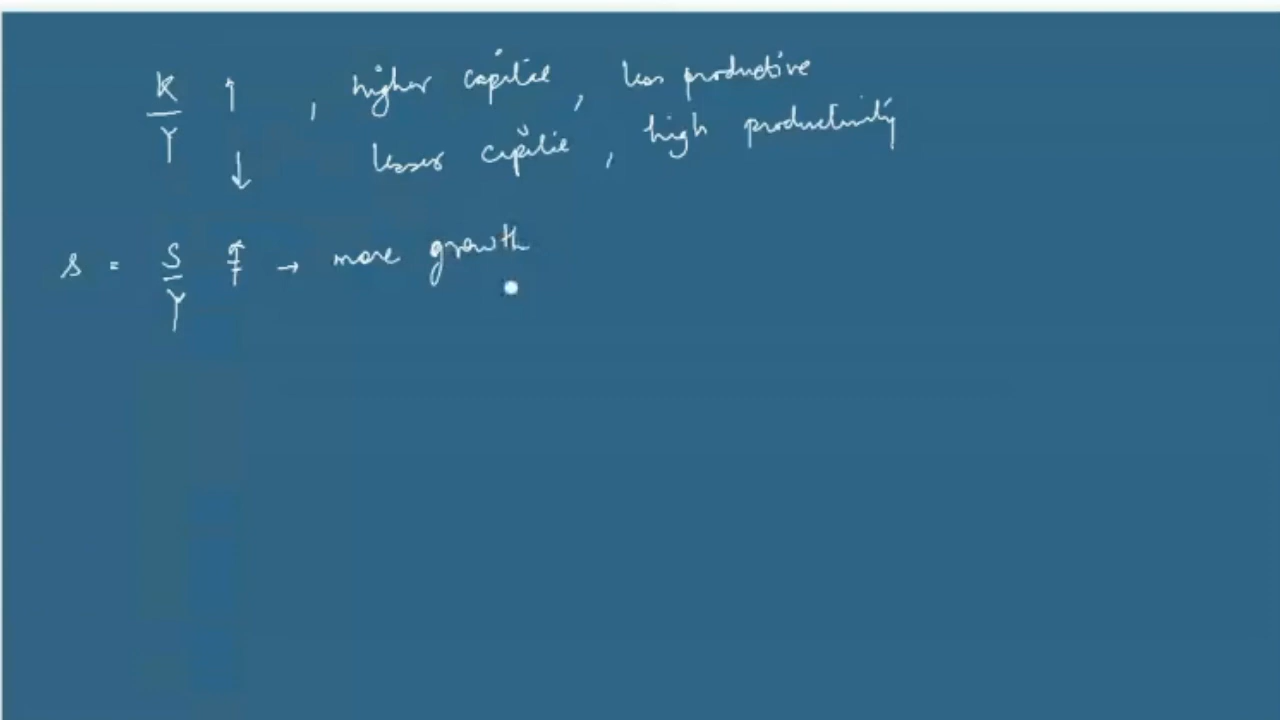 K/Y ↑ , higher capital , less productive
↓ lesser capital , high productivity
s = S/Y ↑ → more growth